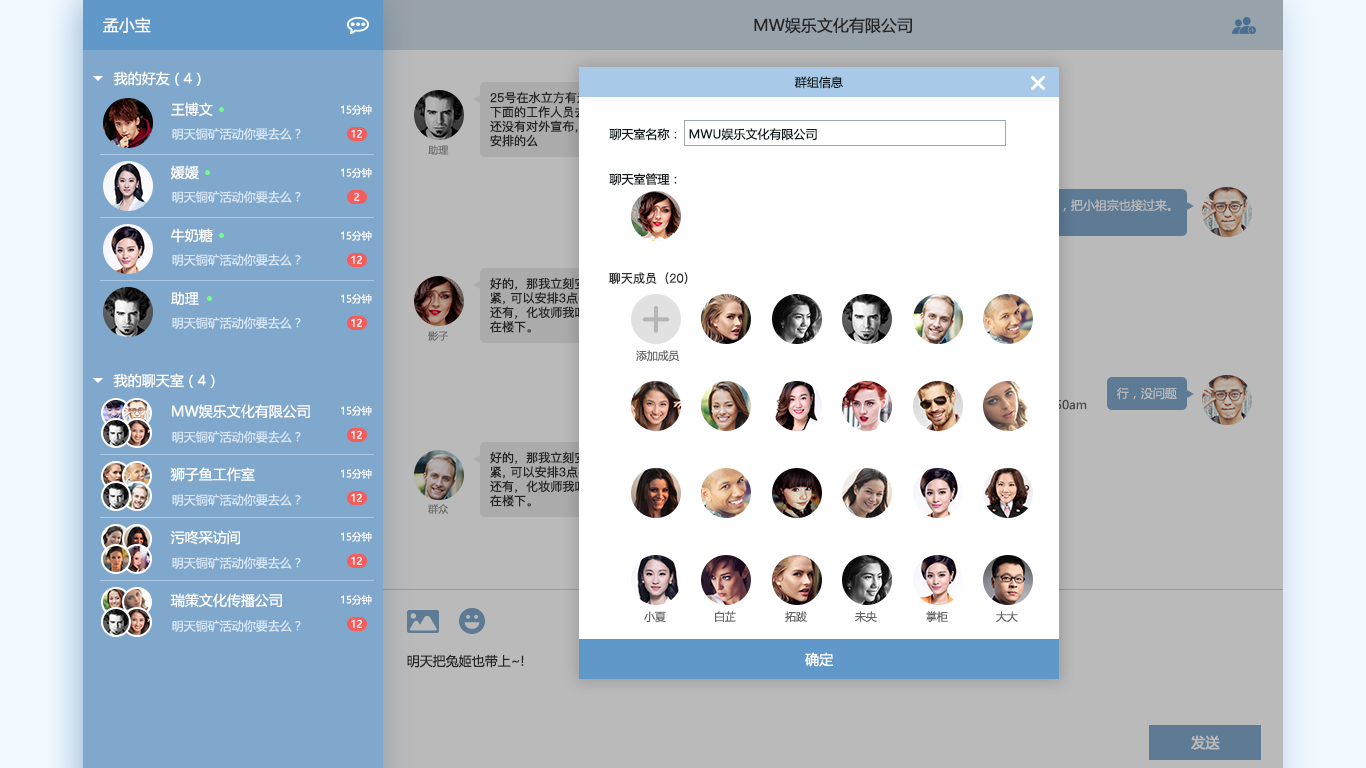 孟小宝
MW娱乐文化有限公司
我的好友 ( 4 )
王博文
15分钟
明天铜矿活动你要去么？
12
媛媛
15分钟
明天铜矿活动你要去么？
2
牛奶糖
15分钟
明天铜矿活动你要去么？
12
助理
15分钟
明天铜矿活动你要去么？
12
我的聊天室 ( 4 )
MW娱乐文化有限公司
15分钟
明天铜矿活动你要去么？
12
狮子鱼工作室
15分钟
明天铜矿活动你要去么？
12
污咚采访间
15分钟
明天铜矿活动你要去么？
12
瑞策文化传播公司
15分钟
明天铜矿活动你要去么？
12
25号在水立方有
下面的工作人员
还没有对外宣布,
安排的么
助理
，把小祖宗也接过来。
好的，那我立刻
紧, 可以安排3点
还有，化妆师我
在楼下。
影子
行，没问题
50am
好的，那我立刻
紧, 可以安排3点
还有，化妆师我
在楼下。
群众
明天把兔姬也带上~!
发送
群组信息
聊天室名称：
MWU娱乐文化有限公司
聊天室管理：
聊天成员（20）
添加成员
小夏
白芷
拓跋
未央
掌柜
大大
确定